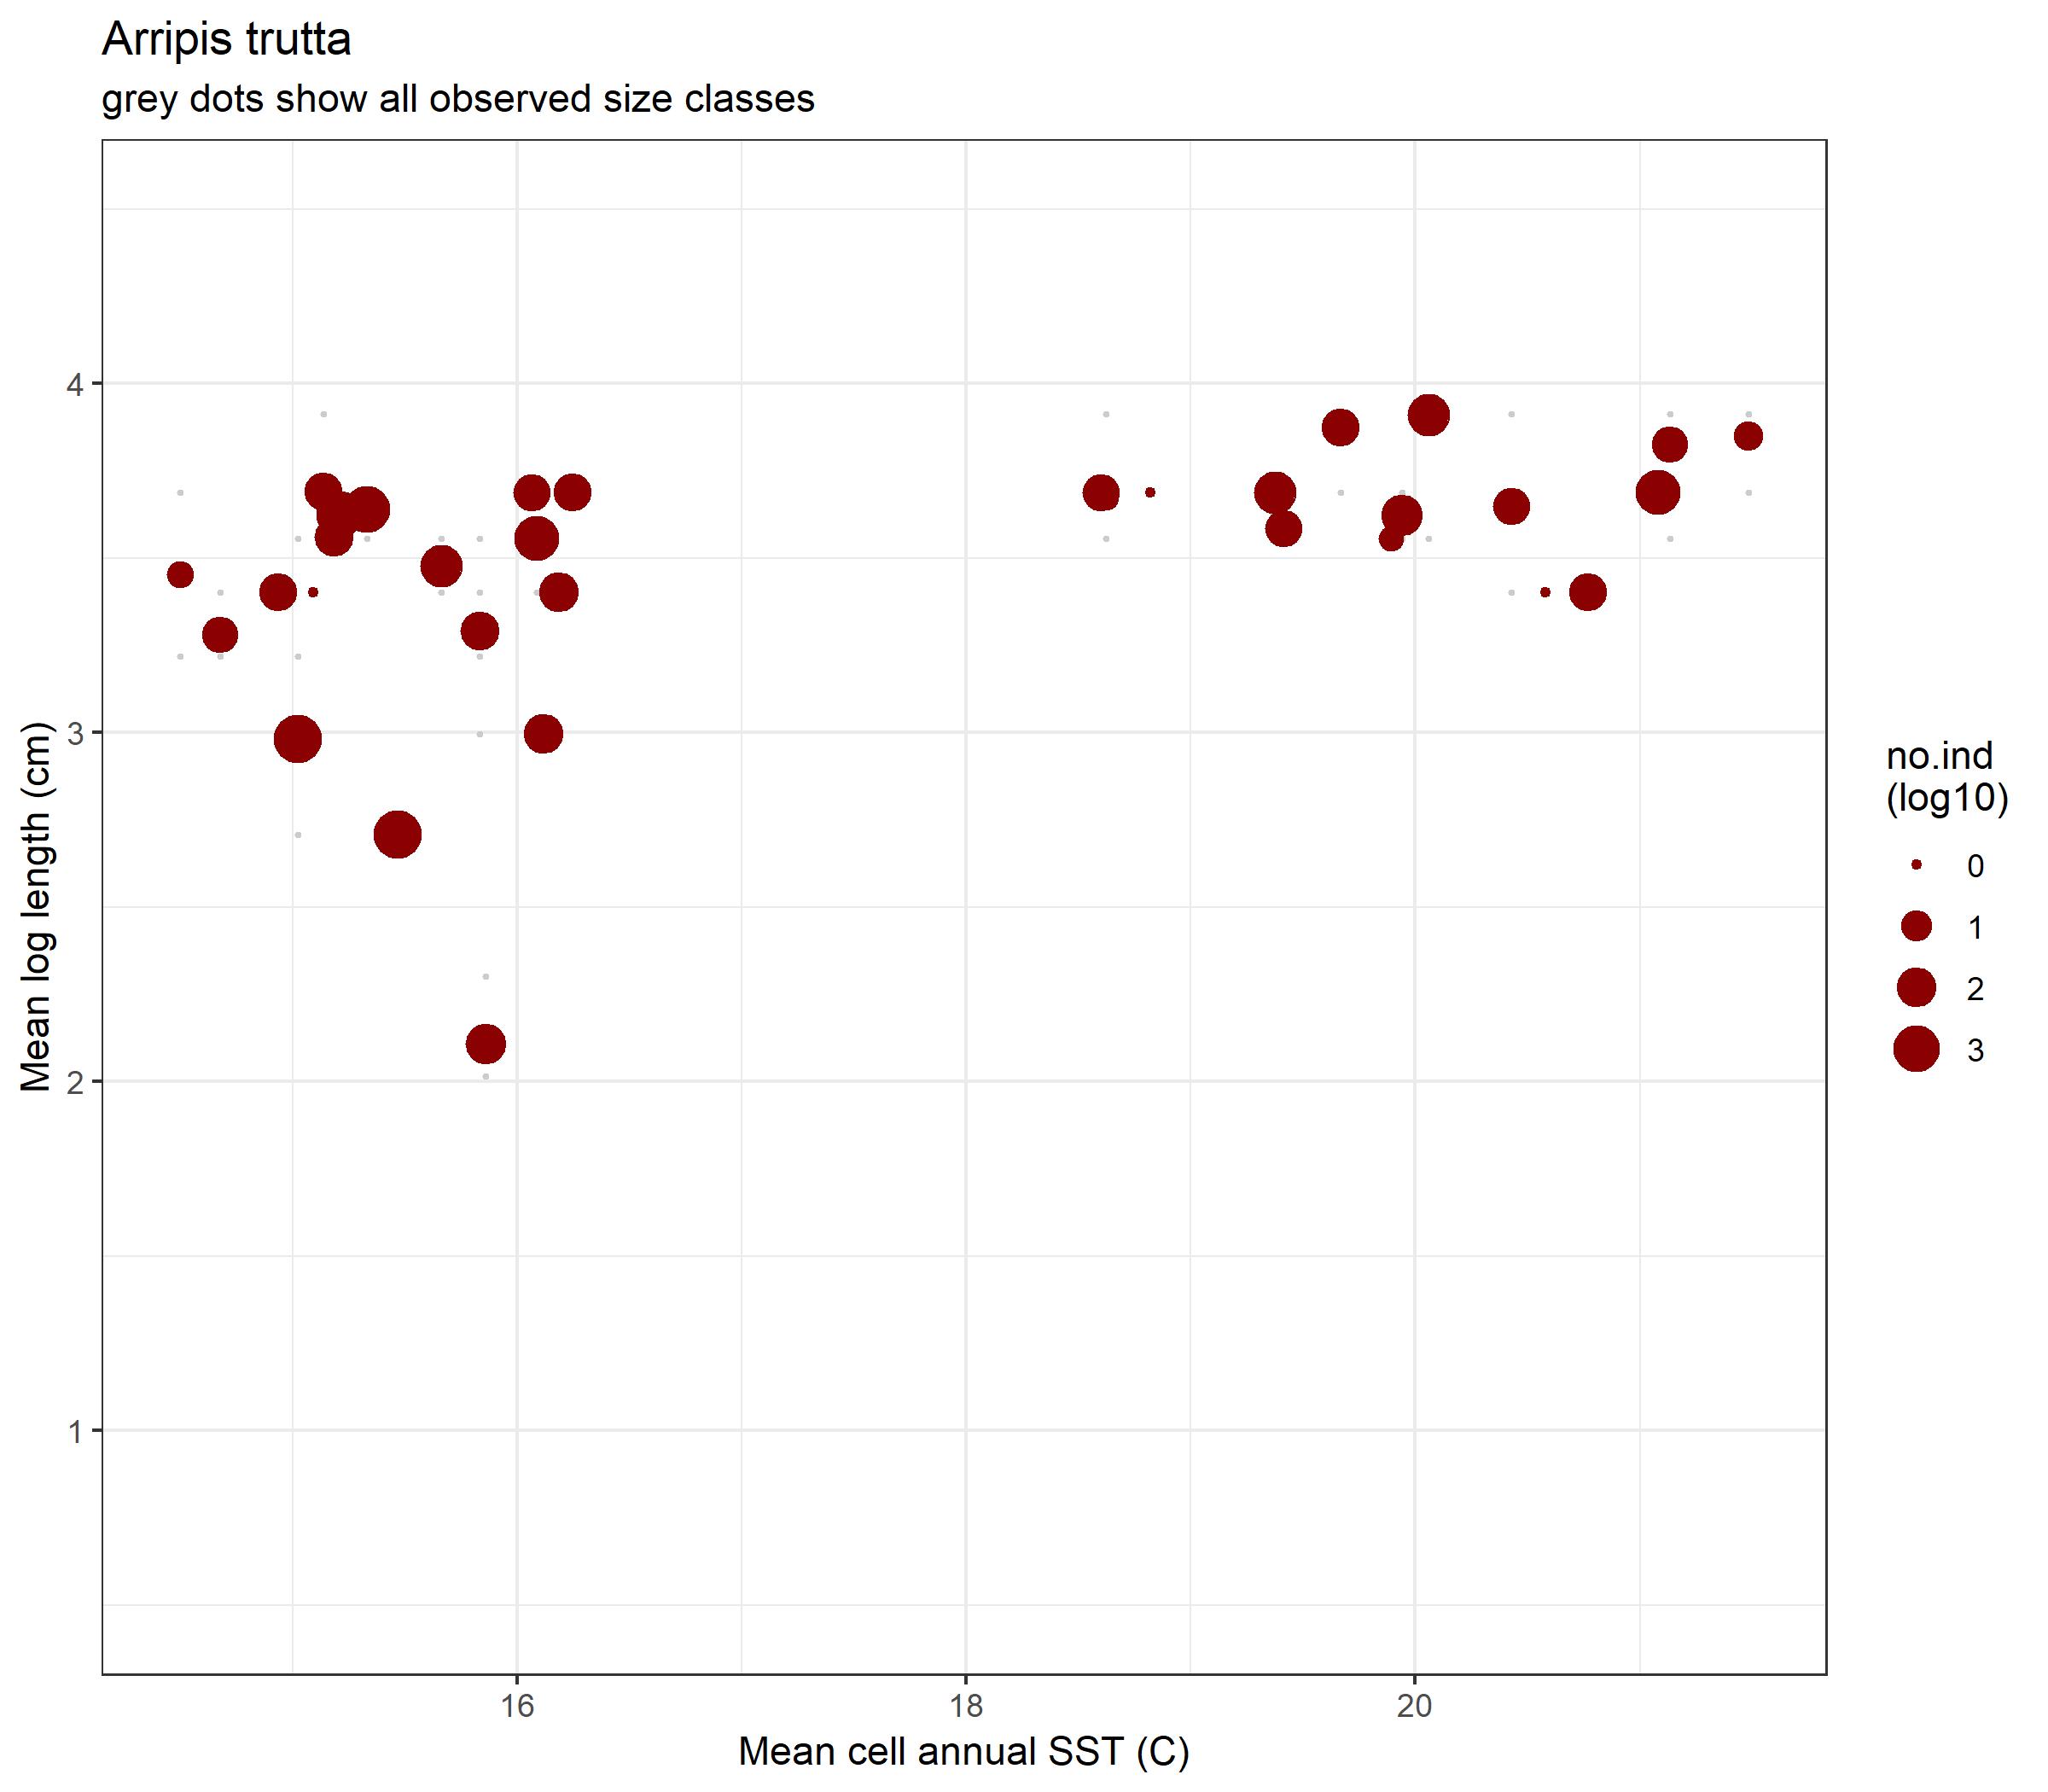 Arripis trutta
grey dots show all observed size classes
Mean log length (cm)
4
3
2
1
16 18 20
Mean cell annual SST (C)
no.ind
(log10)
0
1
2
3